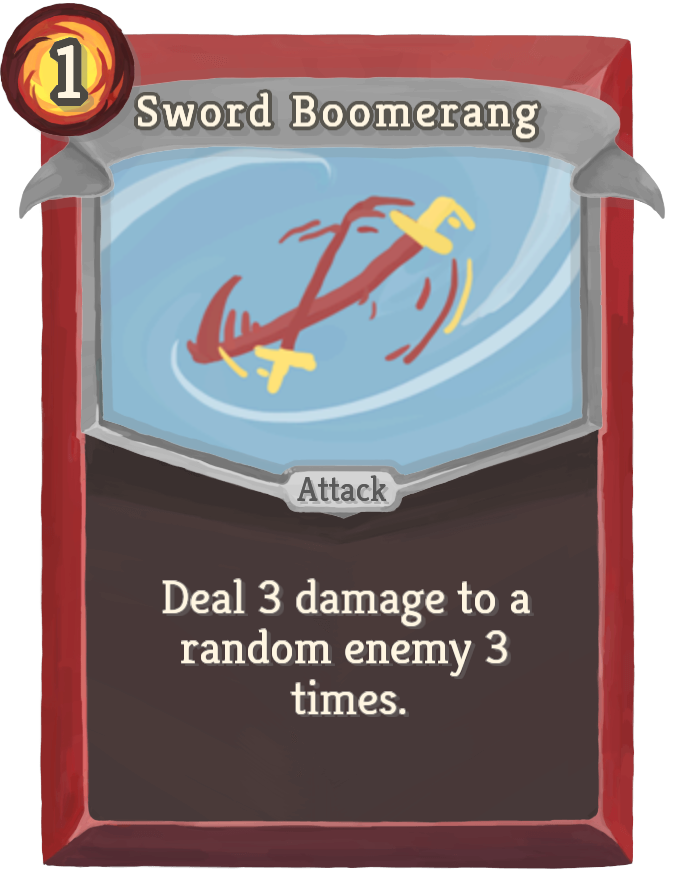 1
Sword Boomerang
Attack
Deal 3 damage to a
random enemy 3
times.